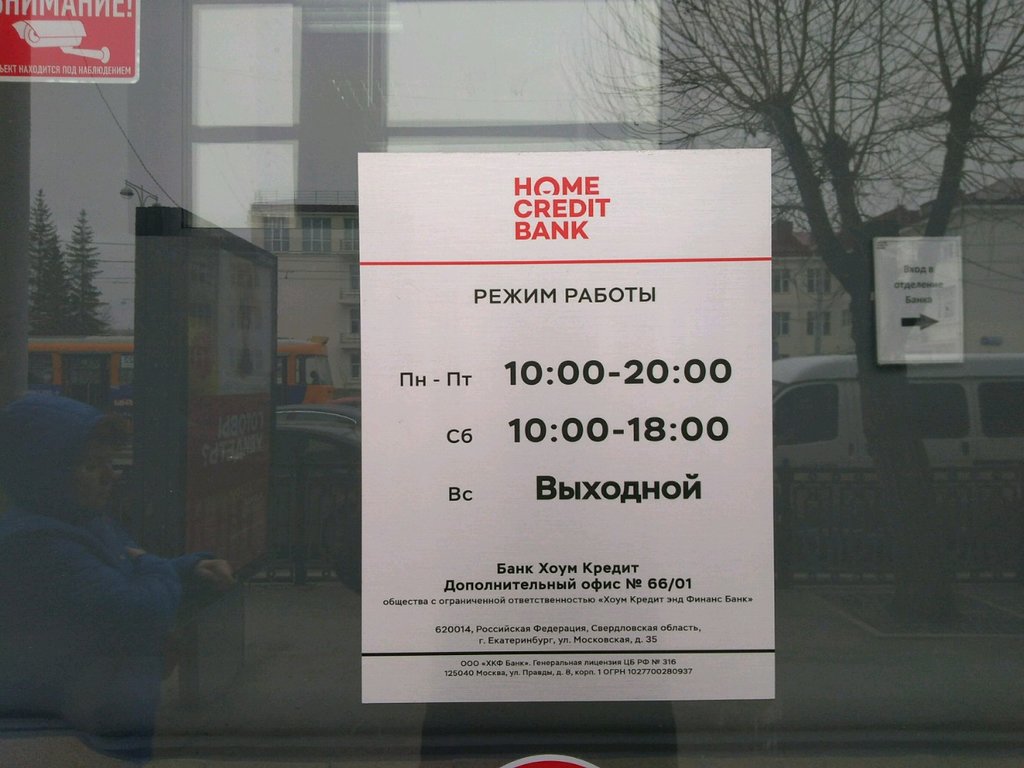 ВНИМАНИЕ!
ОБЪЕКТ НАХОДИТСЯ ПОД НАБЛЮДЕНИЕМ
HOME
CREDIT
BANK
РЕЖИМ РАБОТЫ
Пн - Пт 10:00-20:00
Сб 10:00-18:00
Вс Выходной
Банк Хоум Кредит
Дополнительный офис № 66/01
общества с ограниченной ответственностью «Хоум Кредит энд Финанс Банк»
620014, Российская Федерация, Свердловская область,
г. Екатеринбург, ул. Московская, д. 35
ООО «ХКФ Банк». Генеральная лицензия ЦБ РФ № 316
125040 Москва, ул. Правды, д. 8, корп. 1 ОГРН 1027700280937
Вход в
отделение
Банка